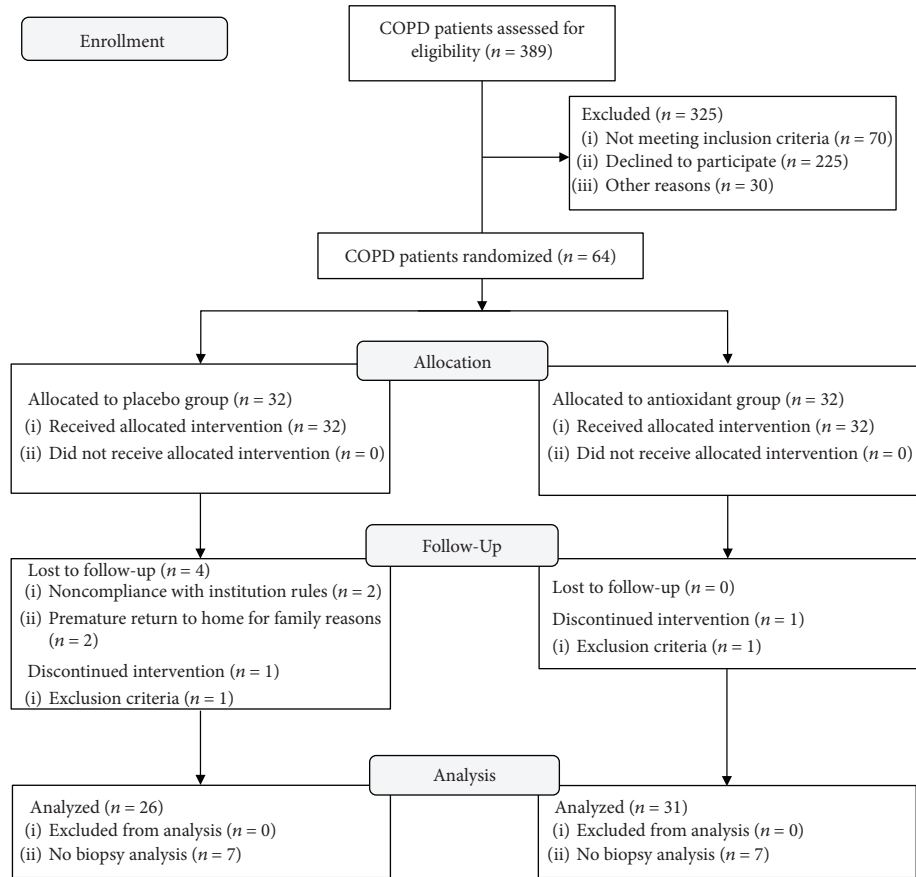 Enrollment
COPD patients assessed for
eligibility (n = 389)
Excluded (n = 325)
(i) Not meeting inclusion criteria (n = 70)
(ii) Declined to participate (n = 225)
(iii) Other reasons (n = 30)
COPD patients randomized (n = 64)
Allocation
Allocated to placebo group (n = 32)
(i) Received allocated intervention (n = 32)
(ii) Did not receive allocated intervention (n = 0)
Allocated to antioxidant group (n = 32)
(i) Received allocated intervention (n = 32)
(ii) Did not receive allocated intervention (n = 0)
Follow-Up
Lost to follow-up (n = 4)
(i) Noncompliance with institution rules (n = 2)
(ii) Premature return to home for family reasons
(n = 2)
Discontinued intervention (n = 1)
(i) Exclusion criteria (n = 1)
Lost to follow-up (n = 0)
Discontinued intervention (n = 1)
(i) Exclusion criteria (n = 1)
Analysis
Analyzed (n = 26)
(i) Excluded from analysis (n = 0)
(ii) No biopsy analysis (n = 7)
Analyzed (n = 31)
(i) Excluded from analysis (n = 0)
(ii) No biopsy analysis (n = 7)